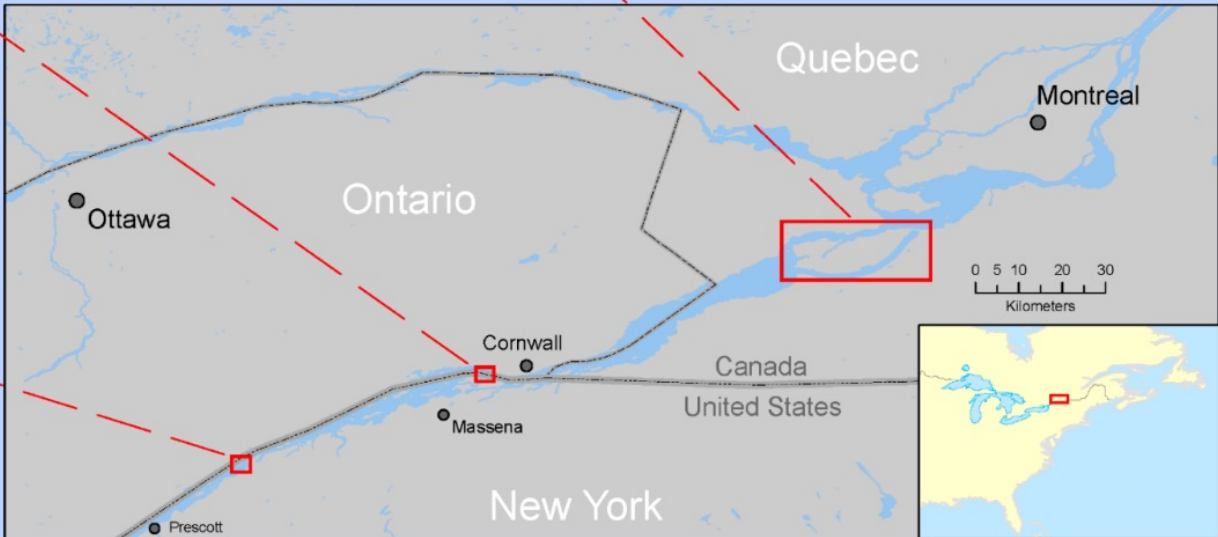 Quebec
Montreal
Ontario
Ottawa
0 5 10 20 30
Kilometers
Cornwall
Canada
United States
Massena
New York
Prescott